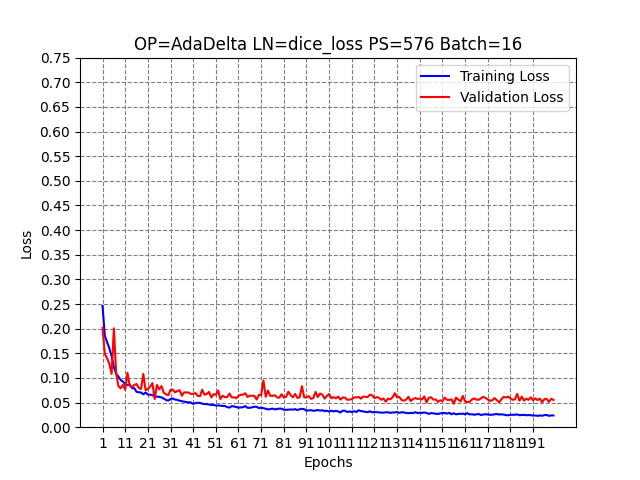 OP=AdaDelta LN=dice_loss PS=576 Batch=16
Training Loss
Validation Loss
0.75
0.70
0.65
0.60
0.55
0.50
0.45
0.40
0.35
0.30
0.25
0.20
0.15
0.10
0.05
0.00
Loss
1 11 21 31 41 51 61 71 81 91 101 111 121 131 141 151 161 171 181 191
Epochs